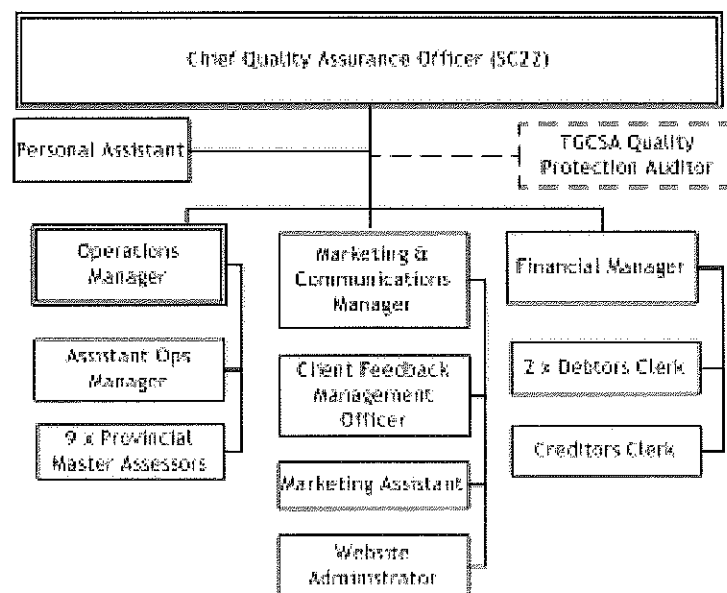 Chief Quality Assurance Officer (SC22)
Personal Assistant
TGCSA Quality
Protection Auditor
Operations
Manager
Marketing &
Communications
Manager
Financial Manager
Assistant Ops
Manager
Client Feedback
Management
Officer
2 x Debtors Clerk
9 x Provincial
Master Assessors
Creditors Clerk
Marketing Assistant
Website
Administrator